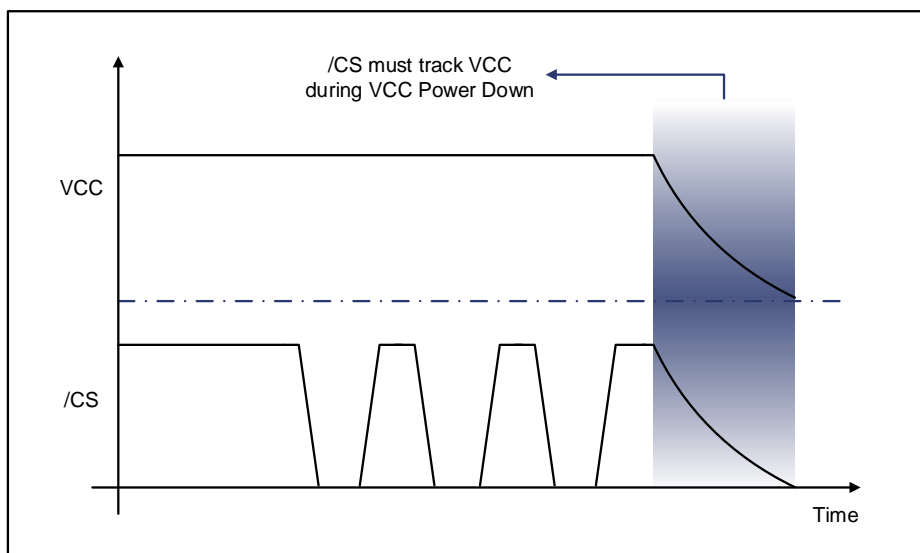 /CS must track VCC
during VCC Power Down
VCC
/CS
Time